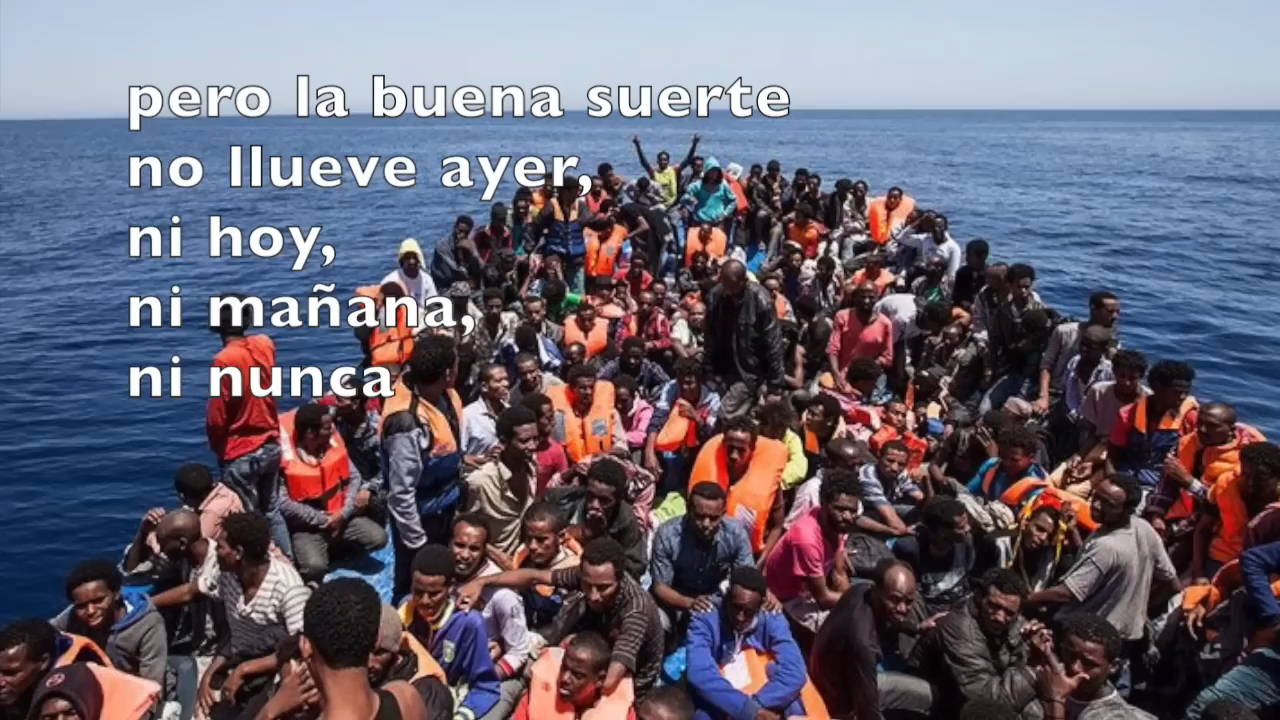 pero la buena suerte
no llueve ayer,
ni hoy,
ni mañana,
ni nunca